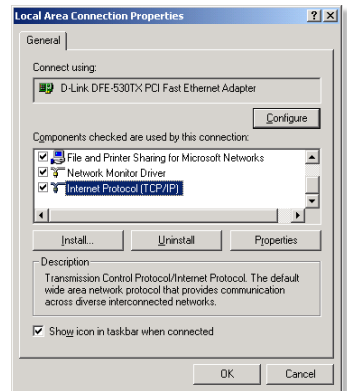 Local Area Connection Properties
General
Connect using:
D-Link DFE-530TX PCI Fast Ethernet Adapter
Configure
Components checked are used by this connection:
File and Printer Sharing for Microsoft Networks
Network Monitor Driver
Internet Protocol (TCP/IP)
Install... Uninstall Properties
Description
Transmission Control Protocol/Internet Protocol. The default
wide area network protocol that provides communication
across diverse interconnected networks.
Show icon in taskbar when connected
OK Cancel